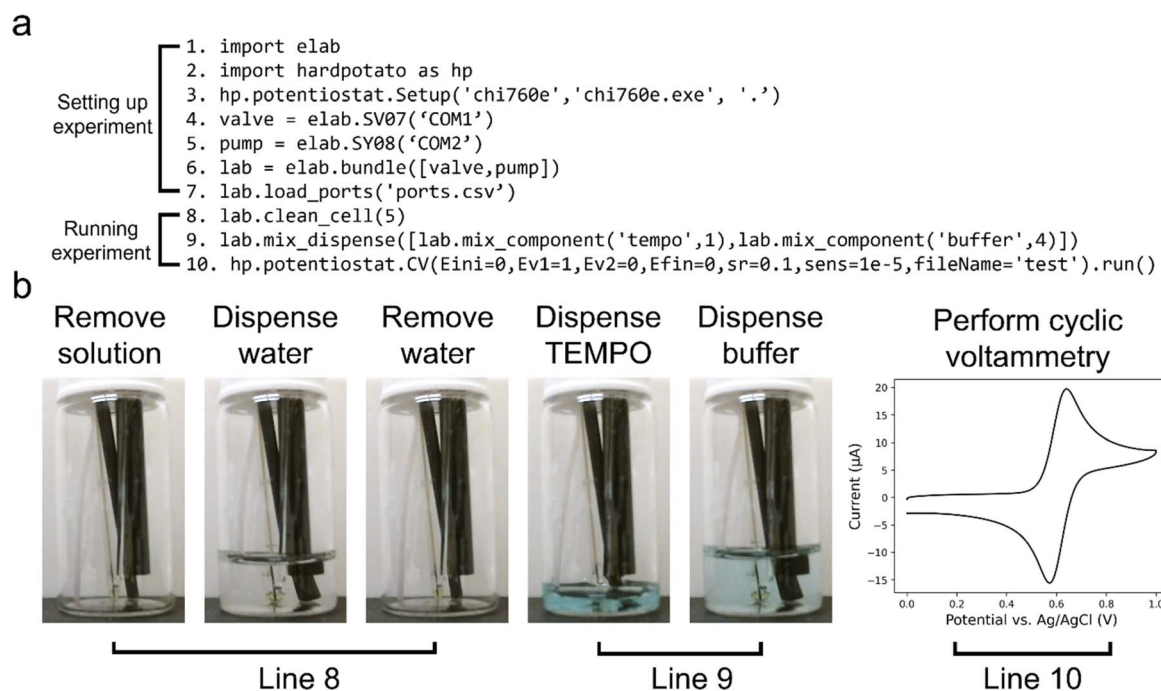 a
Setting up
experiment
1. import elab
2. import hardpotato as hp
3. hp.potentiostat.Setup('chi760e','chi760e.exe', '.’)
4. valve = elab.SV07(‘COM1’)
5. pump = elab.SY08(‘COM2’)
6. lab = elab.bundle([valve,pump])
7. lab.load_ports('ports.csv’)
Running
experiment
8. lab.clean_cell(5)
9. lab.mix_dispense([lab.mix_component('tempo',1),lab.mix_component('buffer',4)])
10. hp.potentiostat.CV(Eini=0,Ev1=1,Ev2=0,Efin=0,sr=0.1,sens=1e-5,fileName='test').run()
b
Remove
solution
Dispense
water
Remove
water
Dispense
TEMPO
Dispense
buffer
Perform cyclic
voltammetry
20
15
10
5
0
−5
−10
−15
Current (μA)
0.0 0.2 0.4 0.6 0.8 1.0
Potential vs. Ag/AgCl (V)
Line 8
Line 9
Line 10